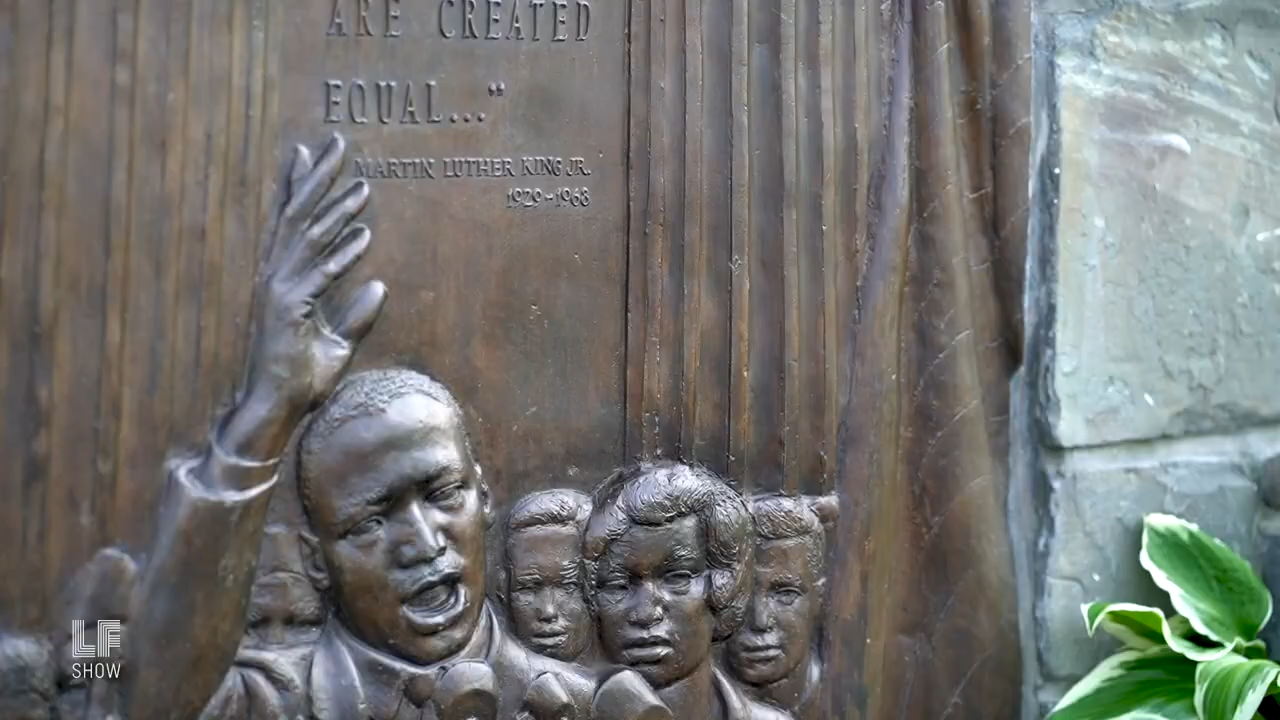 ARE CREATED
EQUAL..."
MARTIN LUTHER KING JR.
1929-1968
LF
SHOW